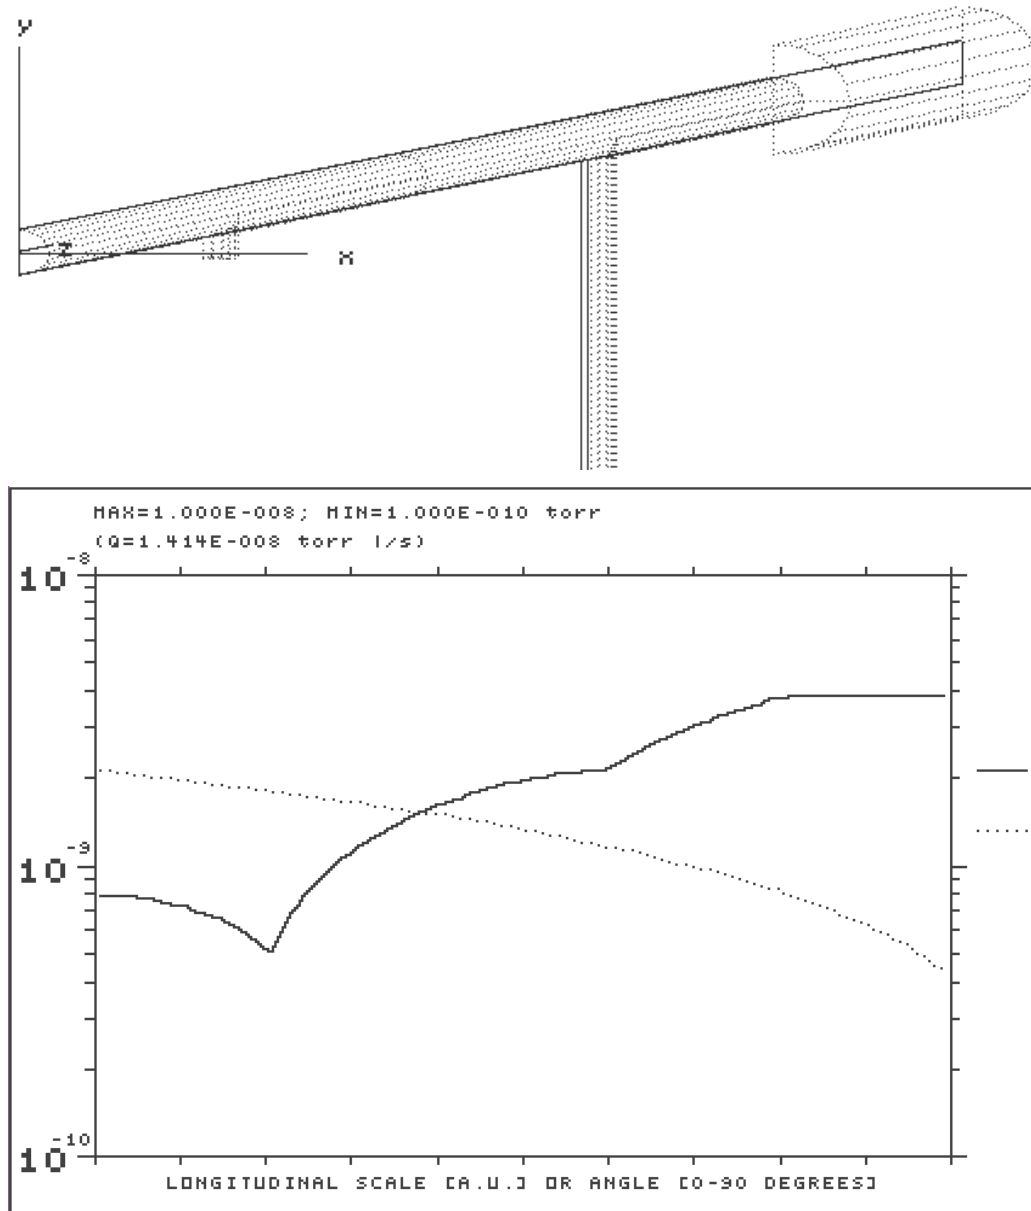 y
z
x
MAX=1.000E-008; MIN=1.000E-010 torr
(Q=1.414E-008 torr l/s)
10^-8
10^-9
10^-10
LONGITUDINAL SCALE [A.U.] OR ANGLE [0-90 DEGREES]